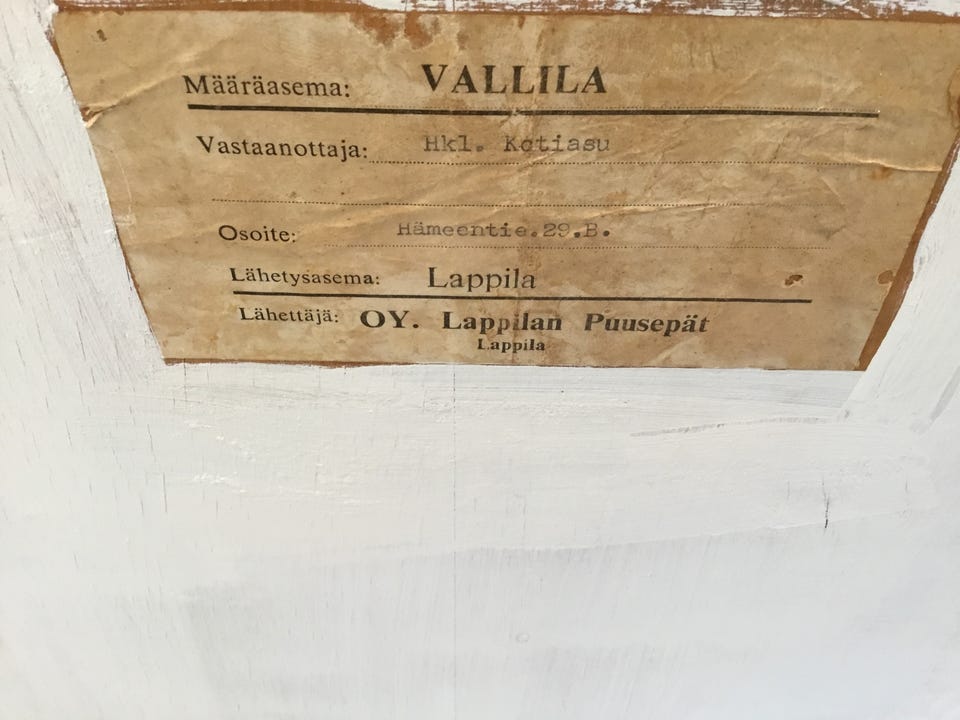 Määräasema: VALLILA
Vastaanottaja: Hkl. Kotiasu
Osoite: Hämeentie.29.B.
Lähetysasema: Lappila
Lähettäjä: OY. Lappilan Puusepät
Lappila